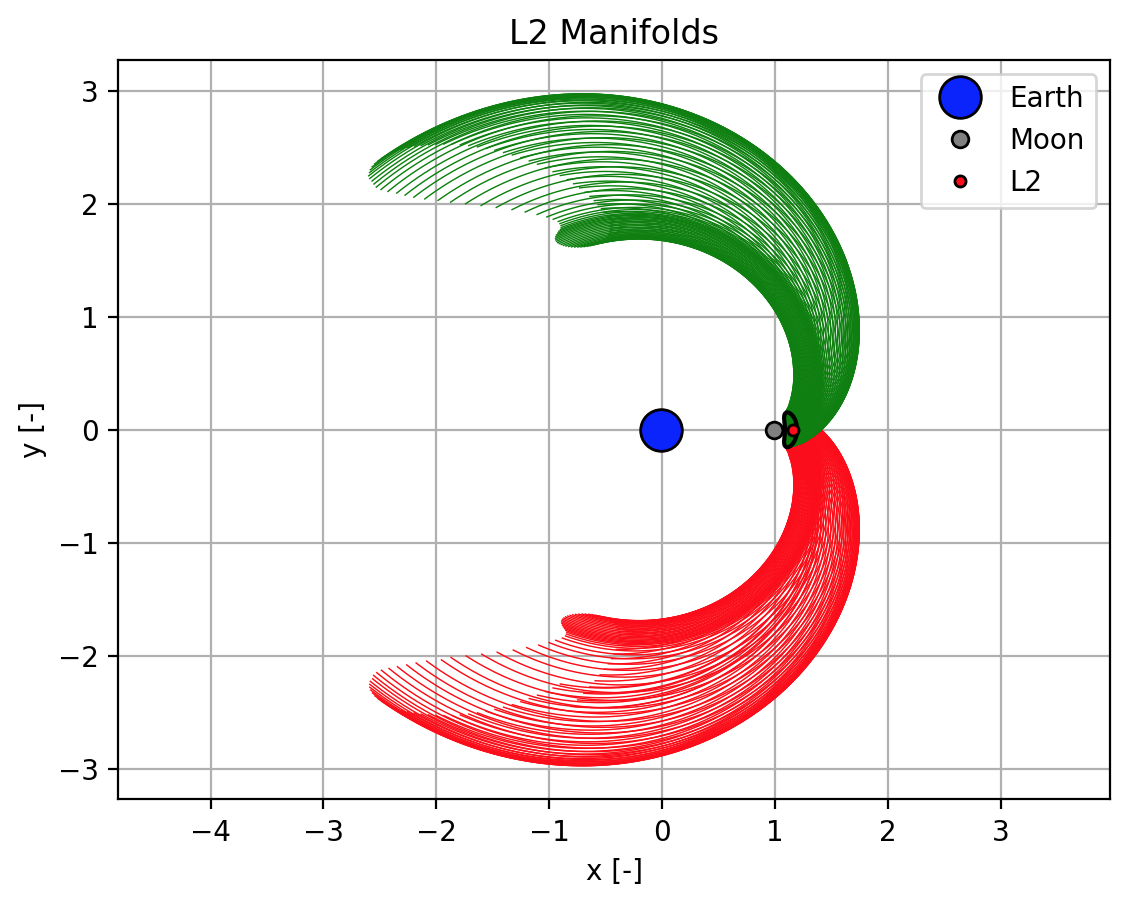 L2 Manifolds
Earth
Moon
L2
3
2
1
0
−1
−2
−3
y [-]
−4 −3 −2 −1 0 1 2 3
x [-]